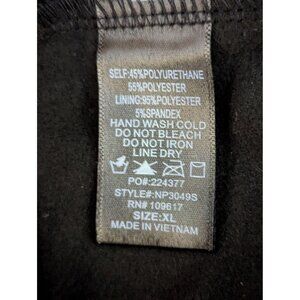 SELF:45%POLYURETHANE
55%POLYESTER
LINING:95%POLYESTER
5%SPANDEX
HAND WASH COLD
DO NOT BLEACH
DO NOT IRON
LINE DRY
PO#:224377
STYLE#:NP3049S
RN# 109617
SIZE:XL
MADE IN VIETNAM